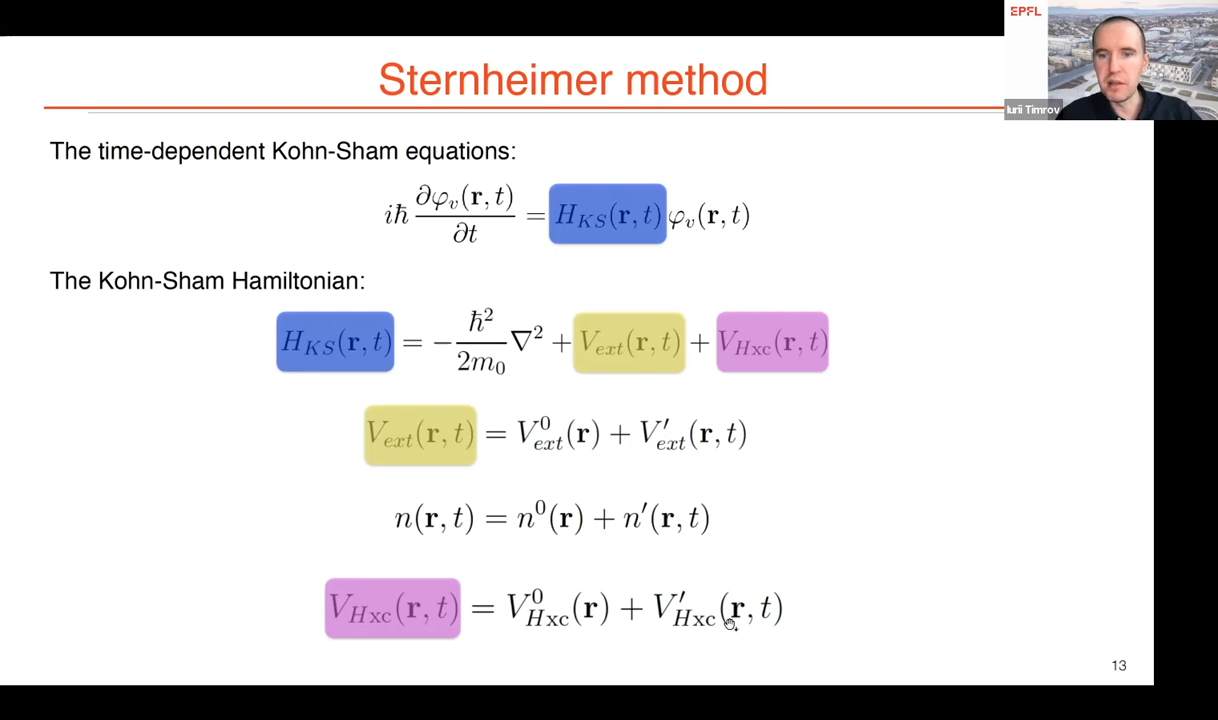 EPFL
Iurii Timrov
Sternheimer method
The time-dependent Kohn-Sham equations:
iħ ∂φ_v(r, t)/∂t = H_KS(r, t) φ_v(r, t)
The Kohn-Sham Hamiltonian:
H_KS(r, t) = − ħ²/2m₀ ∇² + V_ext(r, t) + V_Hxc(r, t)
V_ext(r, t) = V⁰_ext(r) + V′_ext(r, t)
n(r, t) = n⁰(r) + n′(r, t)
V_Hxc(r, t) = V⁰_Hxc(r) + V′_Hxc(r, t)
13